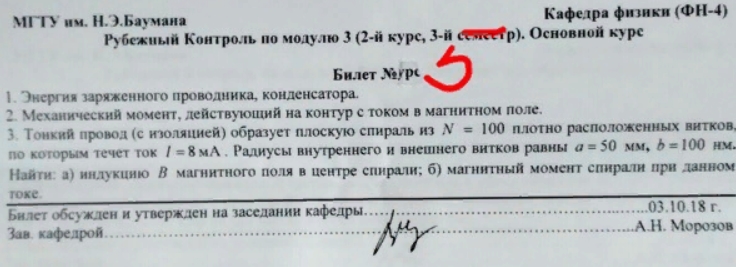 МГТУ им. Н.Э.Баумана Кафедра физики (ФН-4)
Рубежный Контроль по модулю 3 (2-й курс, 3-й семестр). Основной курс
Билет №урс 5
1. Энергия заряженного проводника, конденсатора.
2. Механический момент, действующий на контур с током в магнитном поле.
3. Тонкий провод (с изоляцией) образует плоскую спираль из N = 100 плотно расположенных витков,
по которым течет ток I = 8 мА . Радиусы внутреннего и внешнего витков равны a = 50 мм, b = 100 нм.
Найти: а) индукцию B магнитного поля в центре спирали; б) магнитный момент спирали при данном
токе.
Билет обсужден и утвержден на заседании кафедры.......................................03.10.18 г.
Зав. кафедрой.......................................А.Н. Морозов